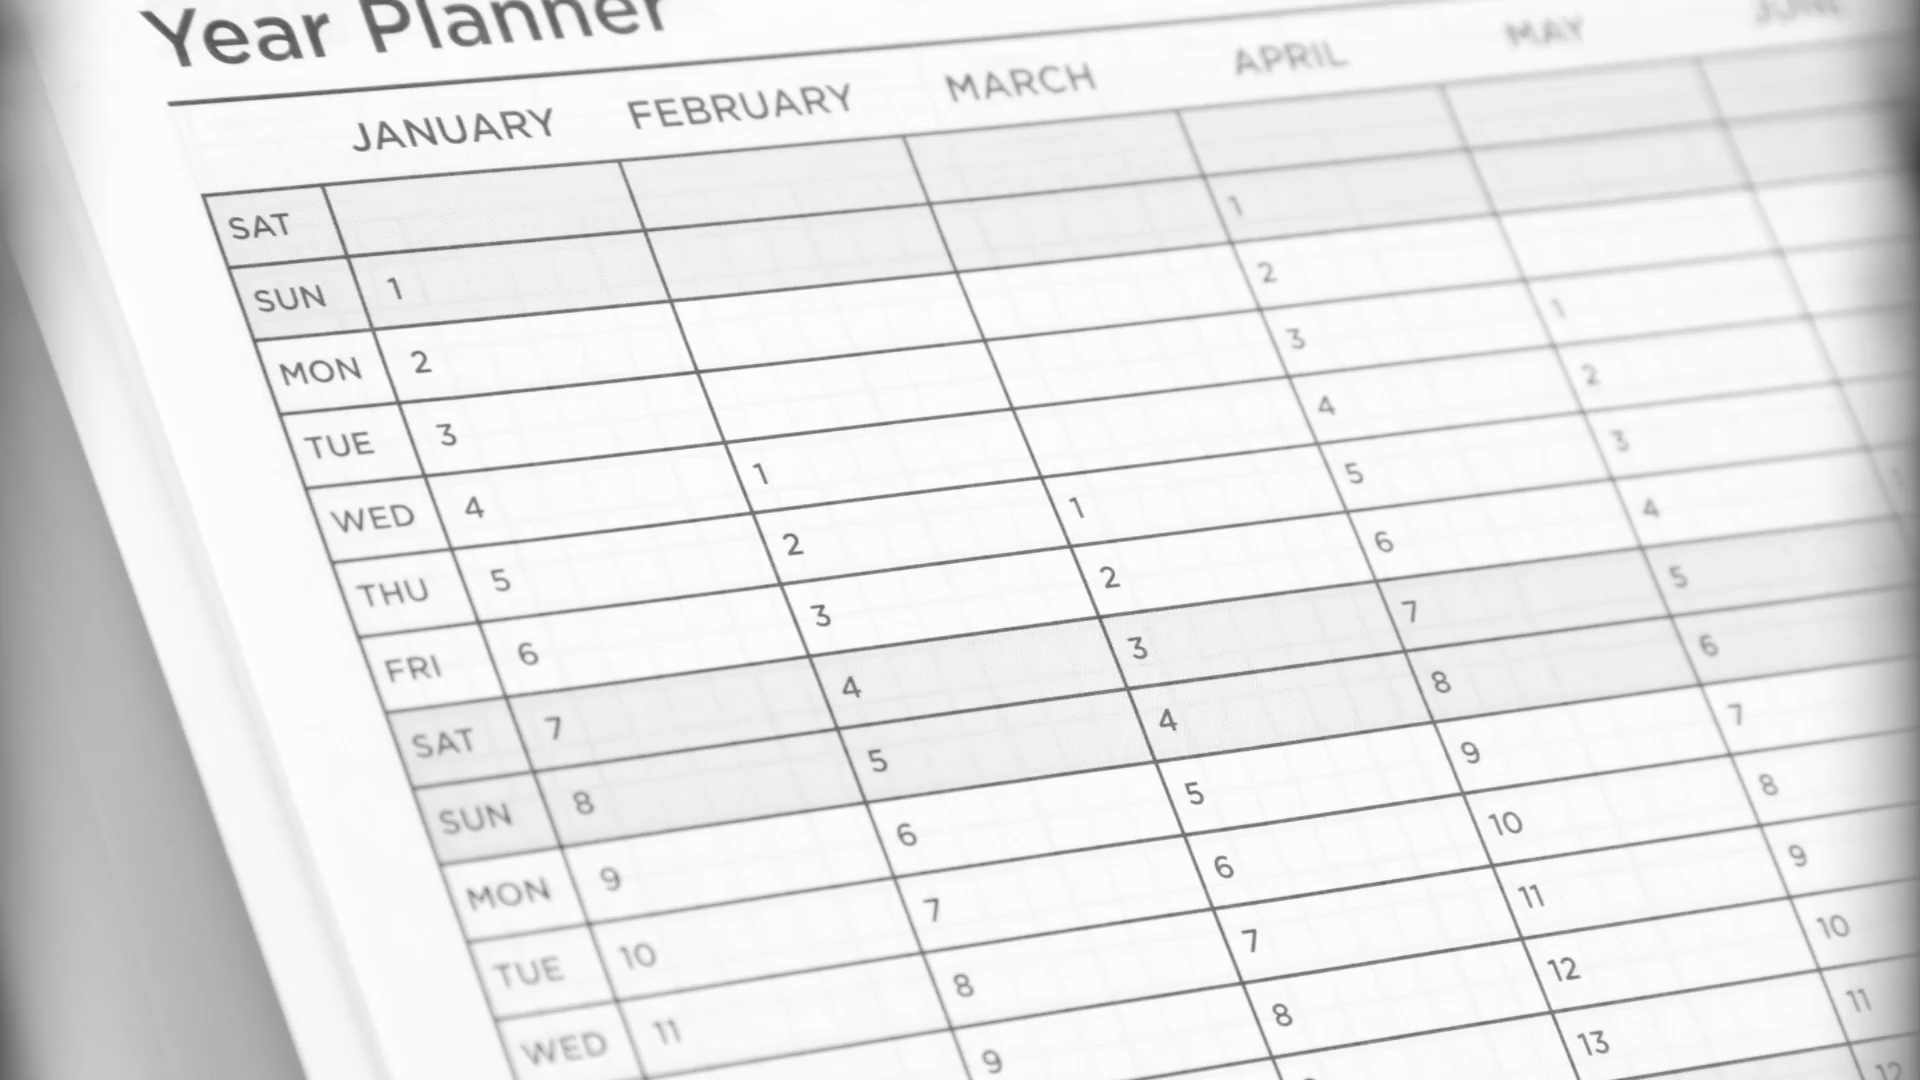 Year Planner
JANUARY FEBRUARY MARCH APRIL MAY JUNE
SAT
SUN 1 1
MON 2 2
TUE 3 3 1
WED 4 1 4 2
THU 5 2 1 5 3
FRI 6 3 2 6 4
SAT 7 4 3 7 5
SUN 8 5 4 8 6
MON 9 6 5 9 7
TUE 10 7 6 10 8
WED 11 8 7 11 9
9 8 12 10
13 11
12